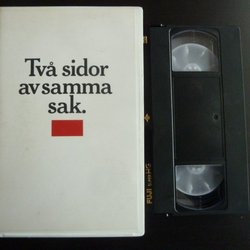 Två sidor
av samma
sak.
FUJI